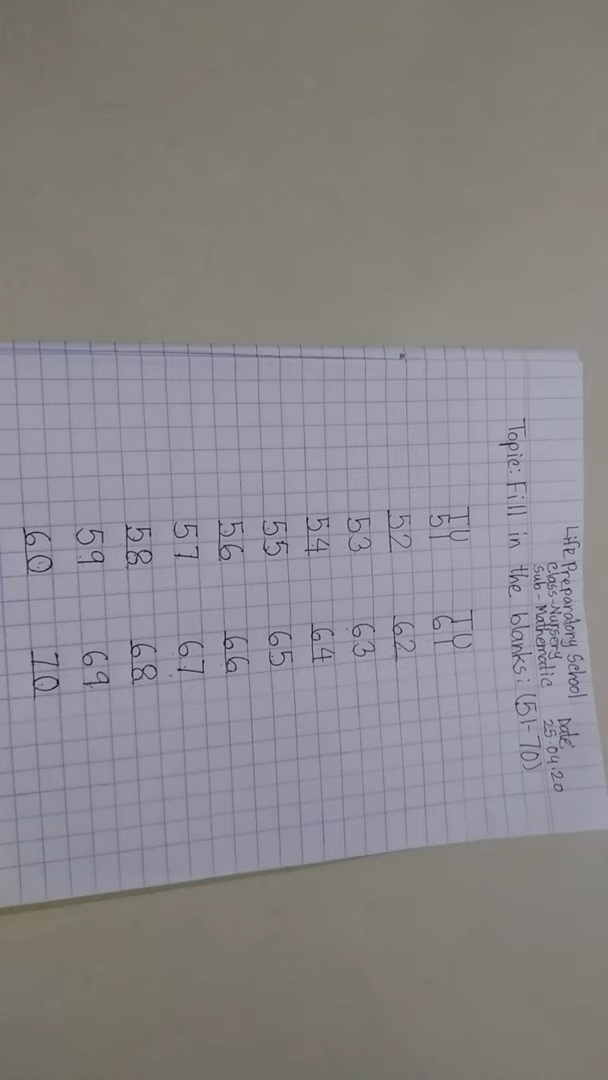 Life Preparatory School Date'
Class-Nursery 25.04.20
Sub-Mathematic
Topic: Fill in the blanks: (51-70)
TU TU
51 61
52 62
53 63
54 64
55 65
56 66
57 67
58 68
59 69
60 70